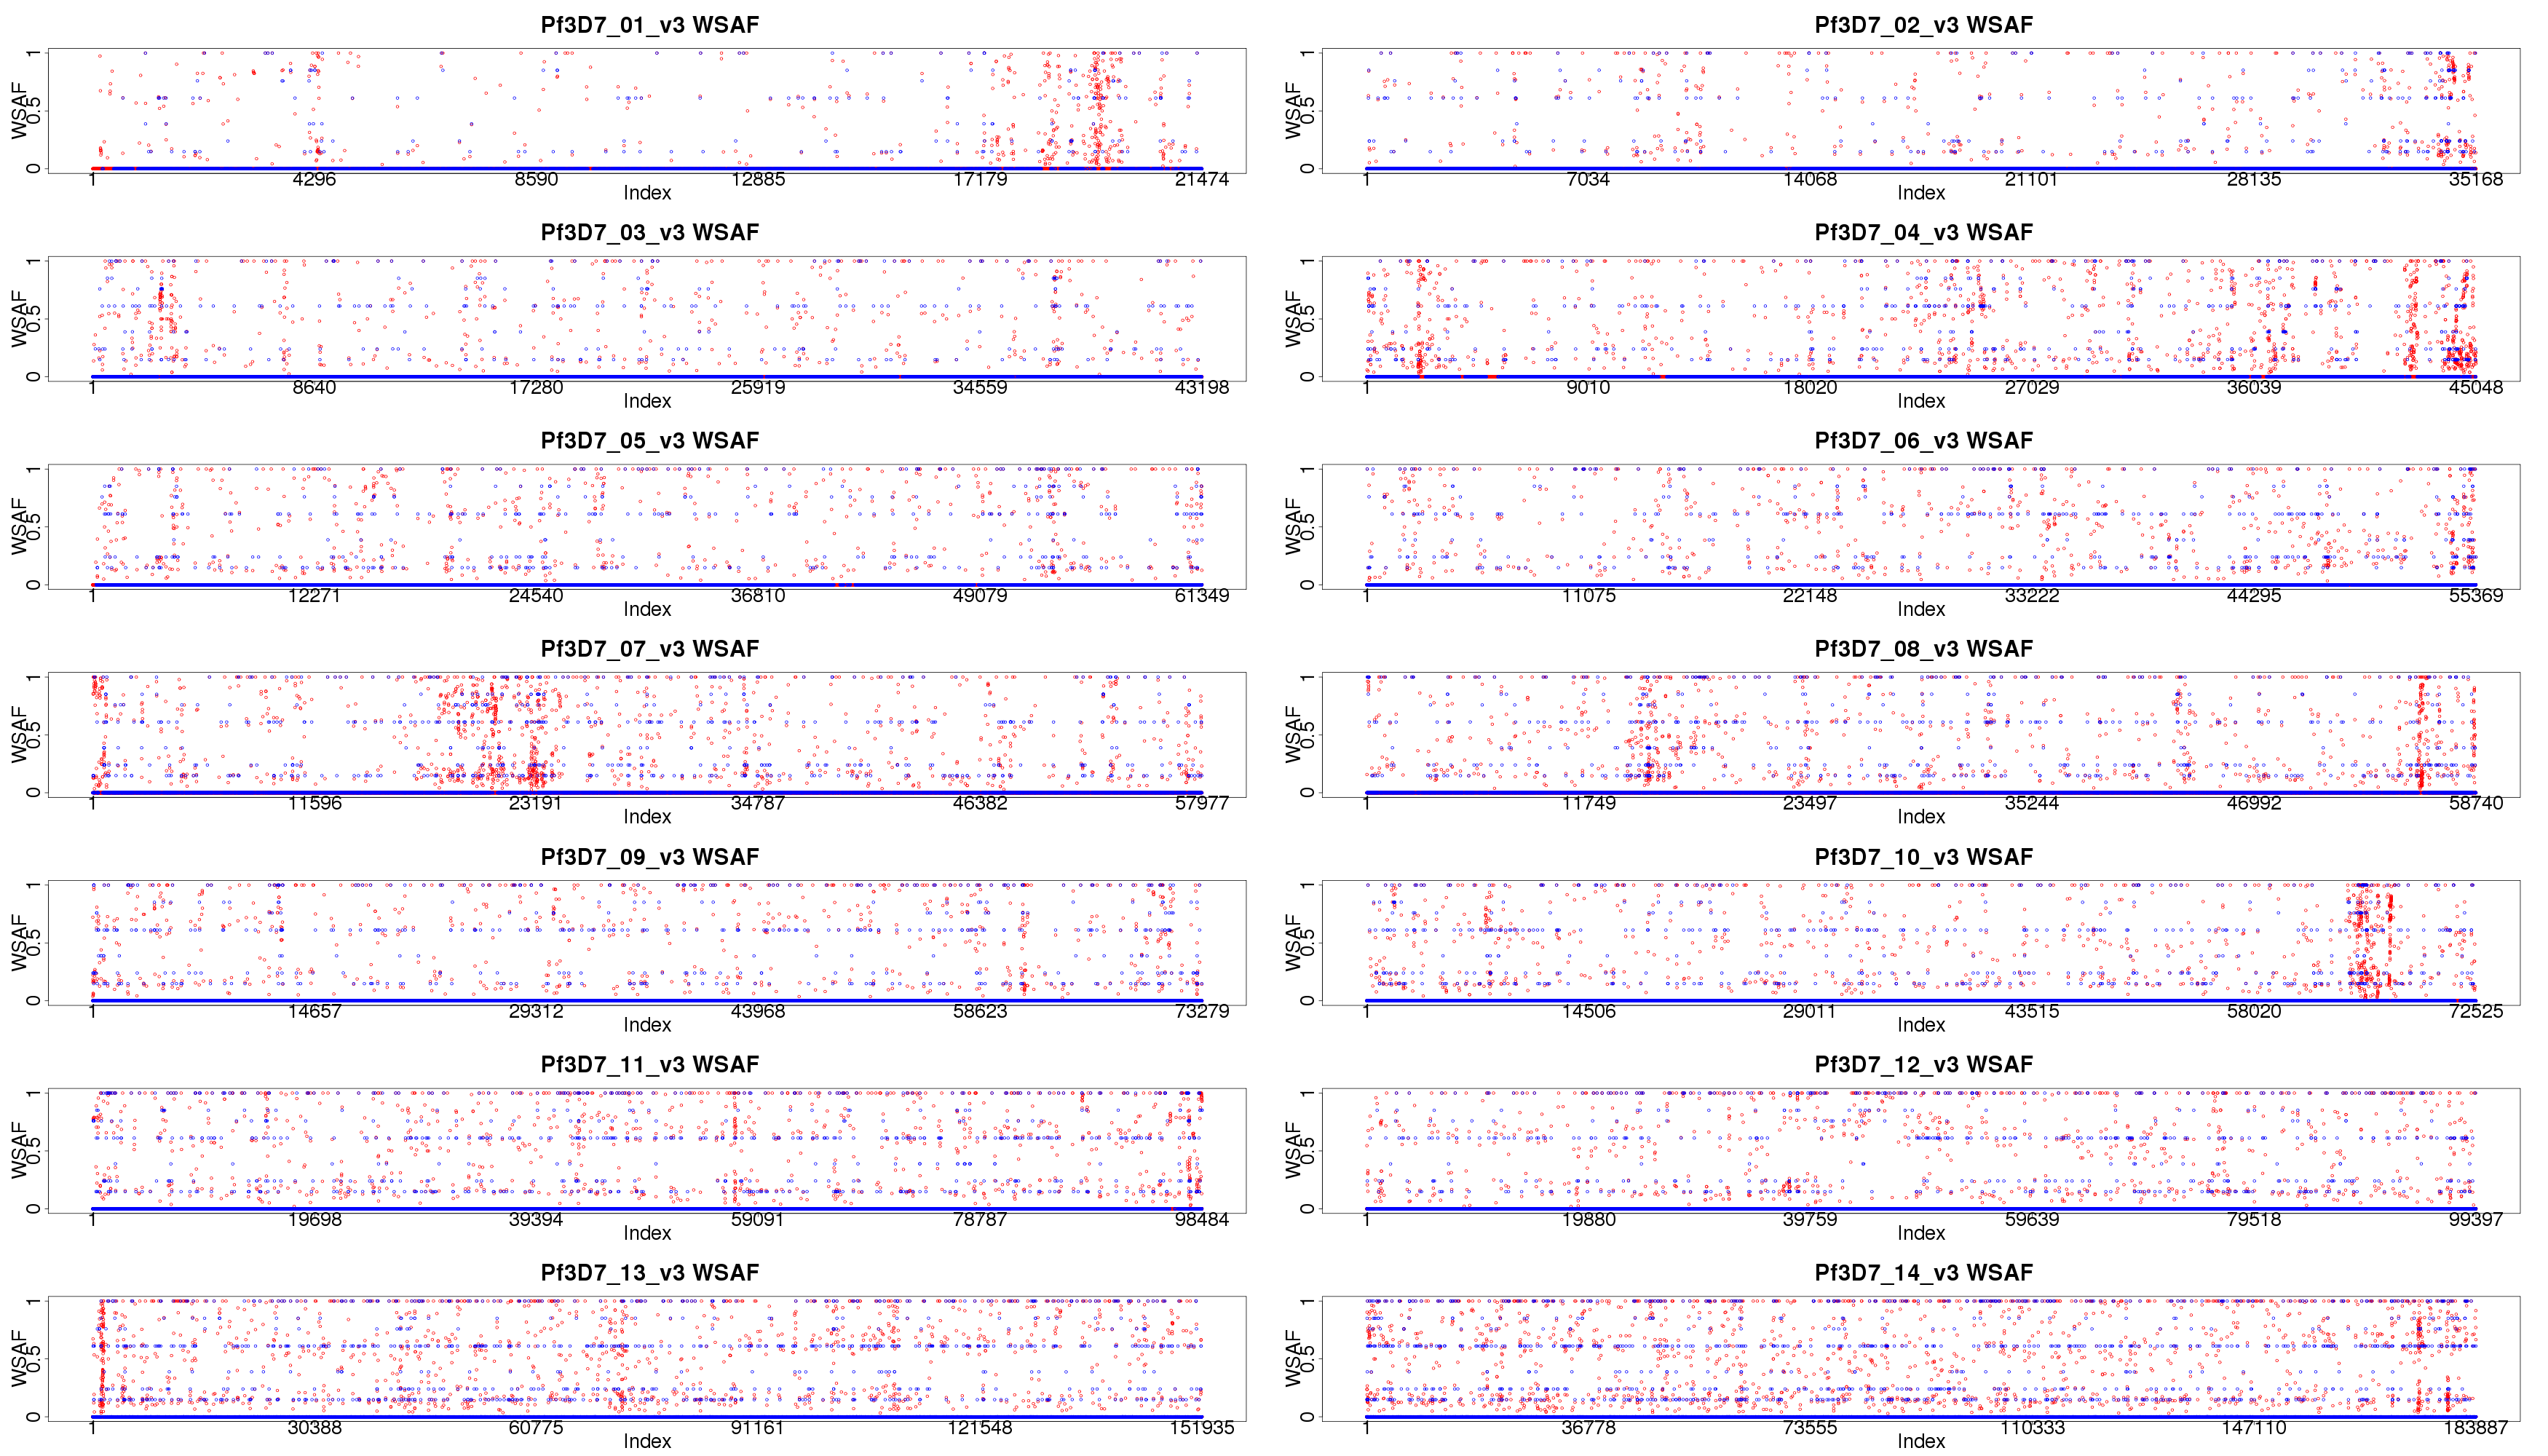 Pf3D7_01_v3 WSAF
WSAF
0 0.5 1
1 4296 8590 12885 17179 21474
Index
Pf3D7_02_v3 WSAF
WSAF
0 0.5 1
1 7034 14068 21101 28135 35168
Index
Pf3D7_03_v3 WSAF
WSAF
0 0.5 1
1 8640 17280 25919 34559 43198
Index
Pf3D7_04_v3 WSAF
WSAF
0 0.5 1
1 9010 18020 27029 36039 45048
Index
Pf3D7_05_v3 WSAF
WSAF
0 0.5 1
1 12271 24540 36810 49079 61349
Index
Pf3D7_06_v3 WSAF
WSAF
0 0.5 1
1 11075 22148 33222 44295 55369
Index
Pf3D7_07_v3 WSAF
WSAF
0 0.5 1
1 11596 23191 34787 46382 57977
Index
Pf3D7_08_v3 WSAF
WSAF
0 0.5 1
1 11749 23497 35244 46992 58740
Index
Pf3D7_09_v3 WSAF
WSAF
0 0.5 1
1 14657 29312 43968 58623 73279
Index
Pf3D7_10_v3 WSAF
WSAF
0 0.5 1
1 14506 29011 43515 58020 72525
Index
Pf3D7_11_v3 WSAF
WSAF
0 0.5 1
1 19698 39394 59091 78787 98484
Index
Pf3D7_12_v3 WSAF
WSAF
0 0.5 1
1 19880 39759 59639 79518 99397
Index
Pf3D7_13_v3 WSAF
WSAF
0 0.5 1
1 30388 60775 91161 121548 151935
Index
Pf3D7_14_v3 WSAF
WSAF
0 0.5 1
1 36778 73555 110333 147110 183887
Index